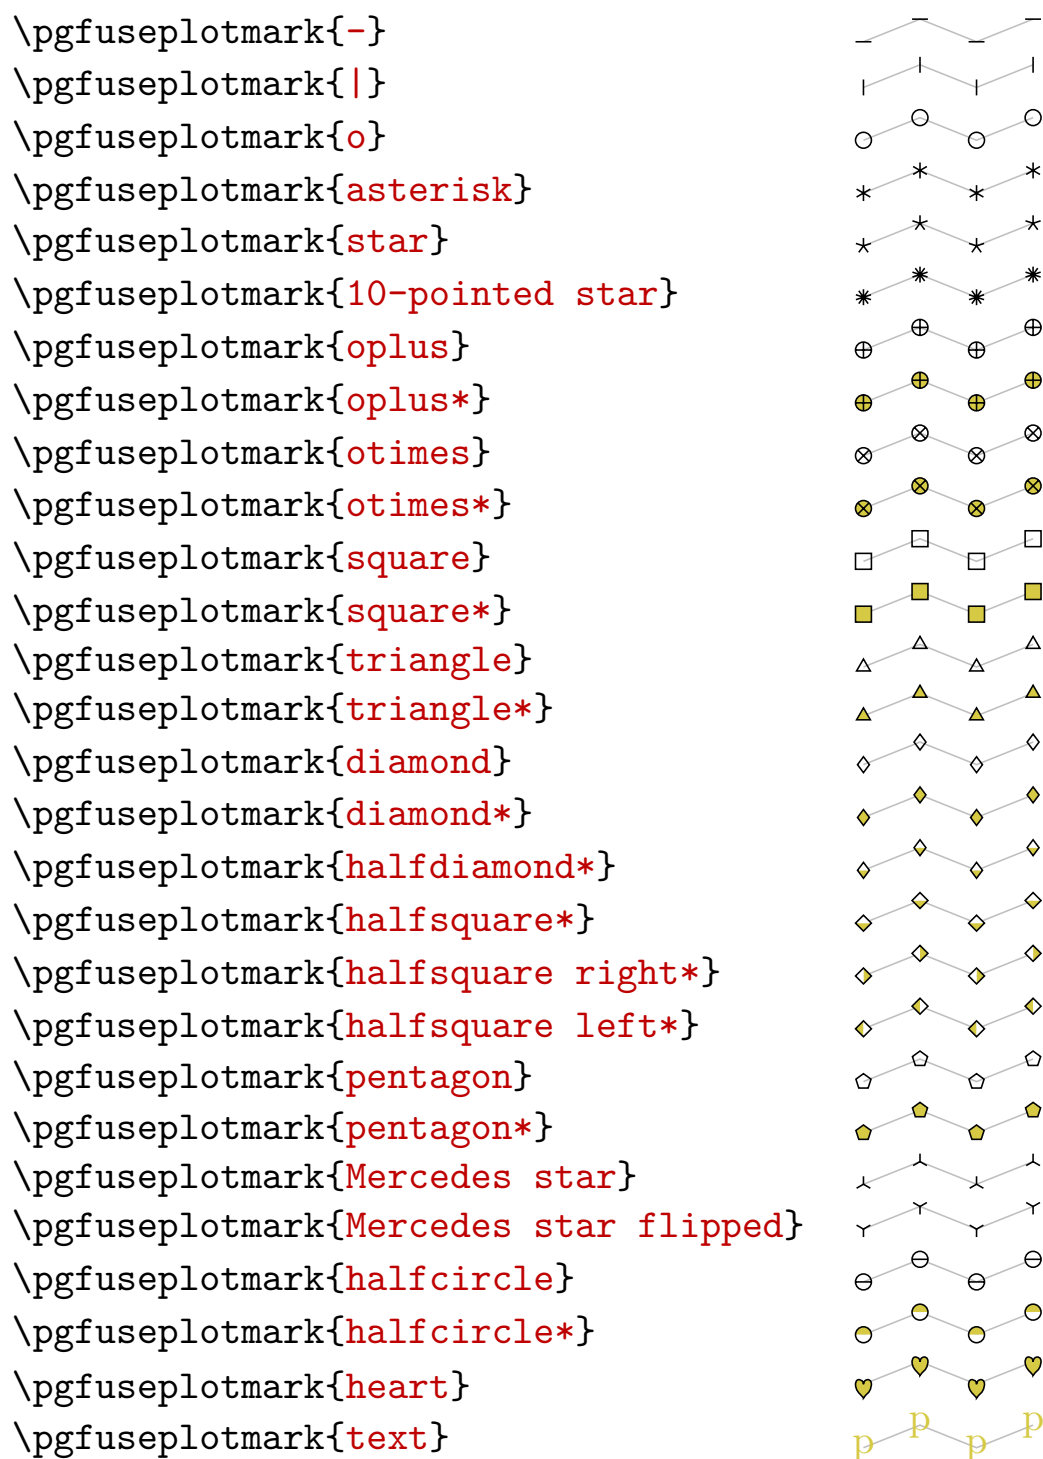 \pgfuseplotmark{-}
\pgfuseplotmark{|}
\pgfuseplotmark{o}
\pgfuseplotmark{asterisk}
\pgfuseplotmark{star}
\pgfuseplotmark{10-pointed star}
\pgfuseplotmark{oplus}
\pgfuseplotmark{oplus*}
\pgfuseplotmark{otimes}
\pgfuseplotmark{otimes*}
\pgfuseplotmark{square}
\pgfuseplotmark{square*}
\pgfuseplotmark{triangle}
\pgfuseplotmark{triangle*}
\pgfuseplotmark{diamond}
\pgfuseplotmark{diamond*}
\pgfuseplotmark{halfdiamond*}
\pgfuseplotmark{halfsquare*}
\pgfuseplotmark{halfsquare right*}
\pgfuseplotmark{halfsquare left*}
\pgfuseplotmark{pentagon}
\pgfuseplotmark{pentagon*}
\pgfuseplotmark{Mercedes star}
\pgfuseplotmark{Mercedes star flipped}
\pgfuseplotmark{halfcircle}
\pgfuseplotmark{halfcircle*}
\pgfuseplotmark{heart}
\pgfuseplotmark{text} p p p p